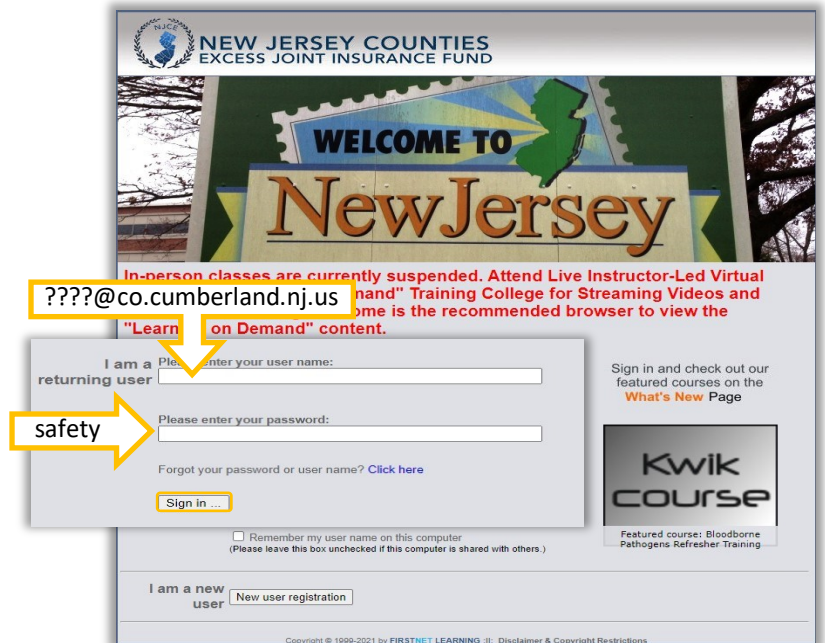 NJCE
NEW JERSEY COUNTIES
EXCESS JOINT INSURANCE FUND
WELCOME TO
New Jersey
In-person classes are currently suspended. Attend Live Instructor-Led Virtual
mand" Training College for Streaming Videos and
ome is the recommended browser to view the
"Learn on Demand" content.
????@co.cumberland.nj.us
I am a
returning user
Please enter your user name:
safety
Please enter your password:
Forgot your password or user name? Click here
Sign in ...
Sign in and check out our
featured courses on the
What's New Page
Kwik
course
Featured course: Bloodborne
Pathogens Refresher Training
Remember my user name on this computer
(Please leave this box unchecked if this computer is shared with others.)
I am a new
user
New user registration
Copyright © 1999-2021 by FIRSTNET LEARNING :||: Disclaimer & Copyright Restrictions